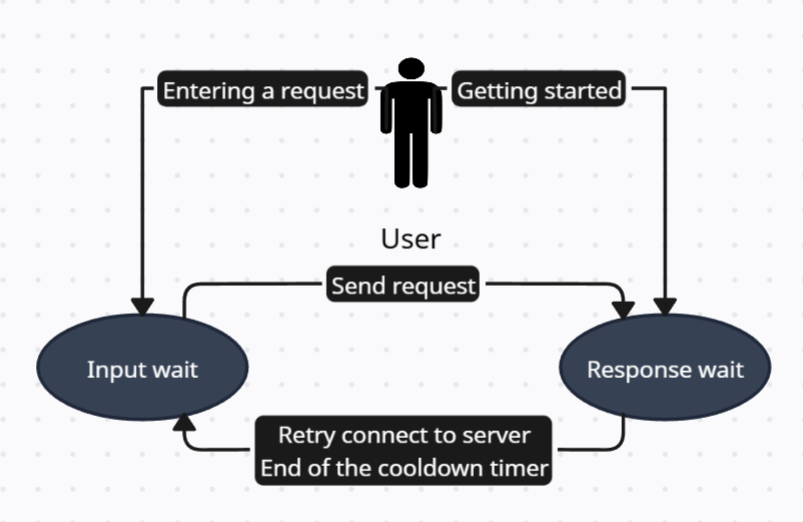 Entering a request
Getting started
User
Send request
Input wait
Response wait
Retry connect to server
End of the cooldown timer